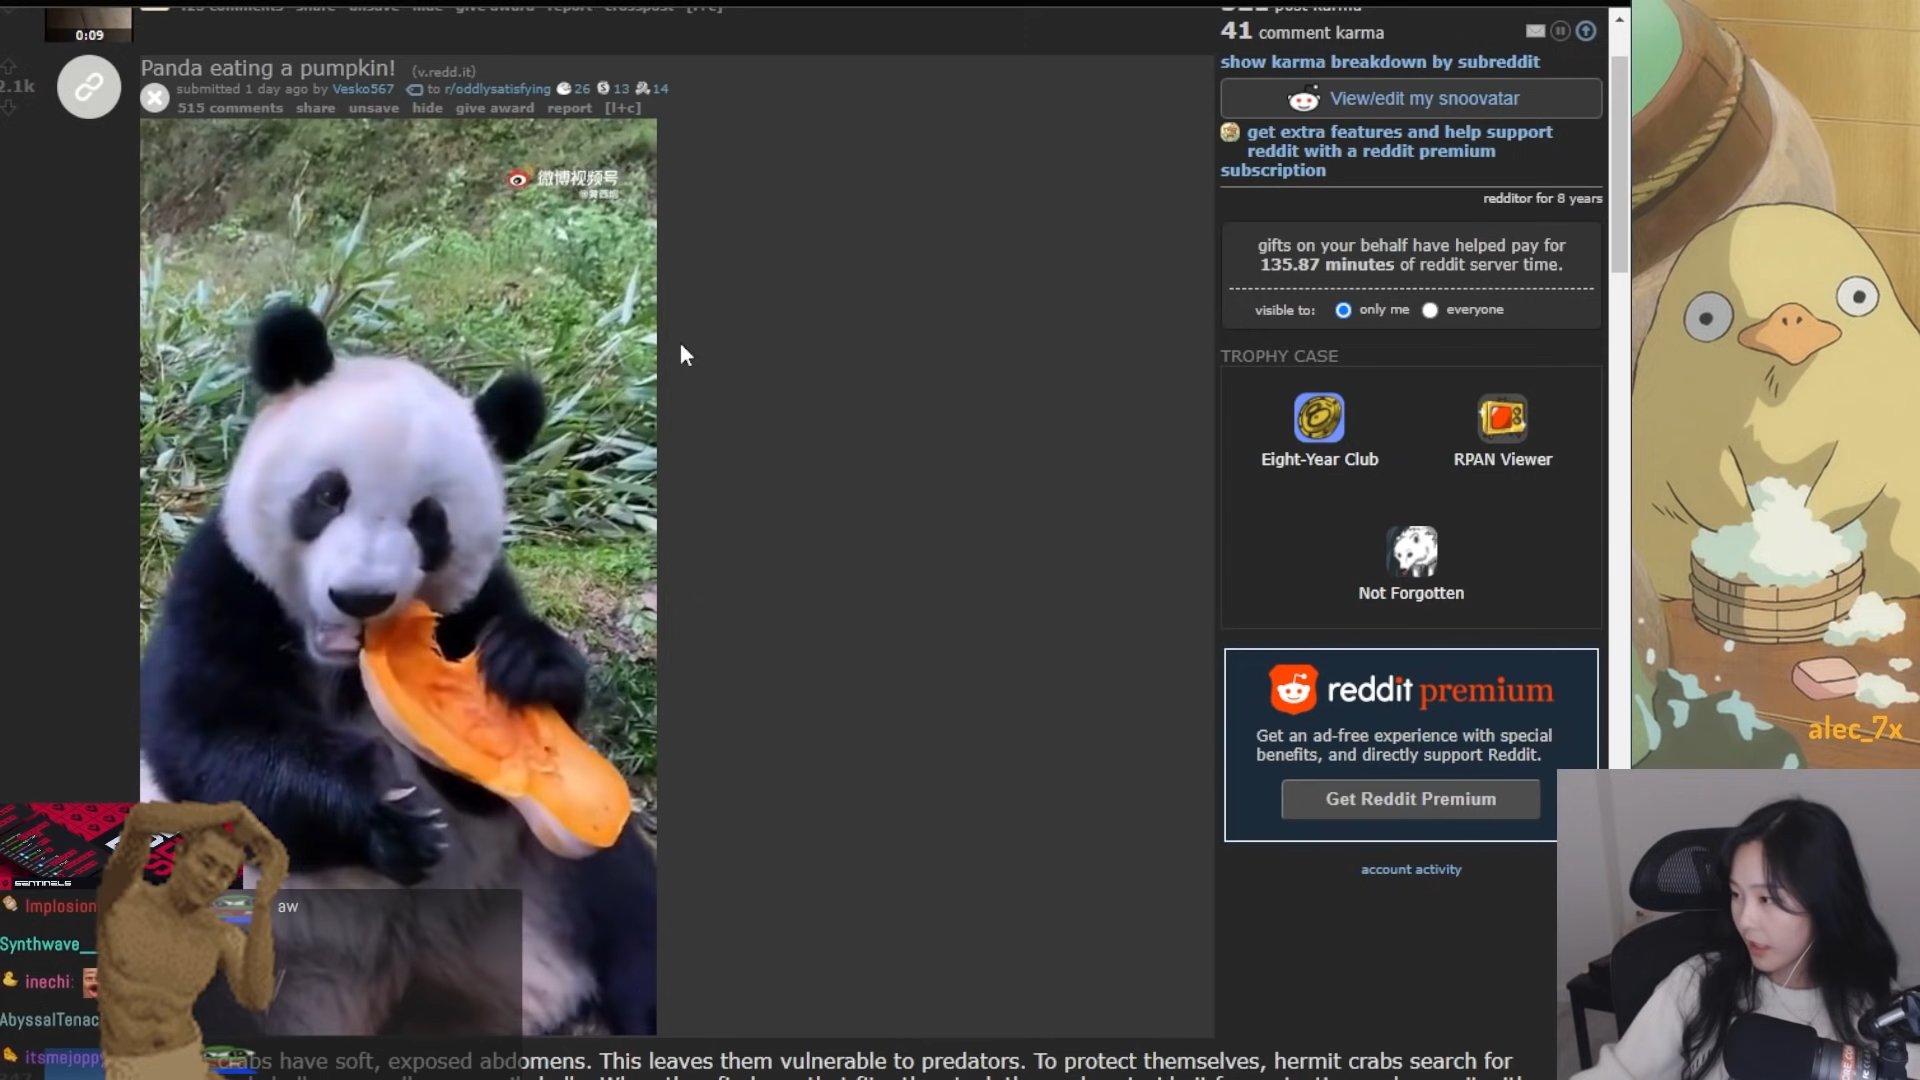 0:09
41 comment karma
show karma breakdown by subreddit
View/edit my snoovatar
get extra features and help support
reddit with a reddit premium
subscription
redditor for 8 years
gifts on your behalf have helped pay for
135.87 minutes of reddit server time.
visible to: only me everyone
TROPHY CASE
Eight-Year Club
RPAN Viewer
Not Forgotten
reddit premium
Get an ad-free experience with special
benefits, and directly support Reddit.
Get Reddit Premium
account activity
2.1k
Panda eating a pumpkin! (v.redd.it)
submitted 1 day ago by Vesko567 to r/oddlysatisfying 26 13 14
515 comments share unsave hide give award report [l+c]
微博视频号
SENTINELS
Implosion
aw
Synthwave__
inechi:
AbyssalTenac
itsmejoppy
abs have soft, exposed abdomens. This leaves them vulnerable to predators. To protect themselves, hermit crabs search for
alec_7x